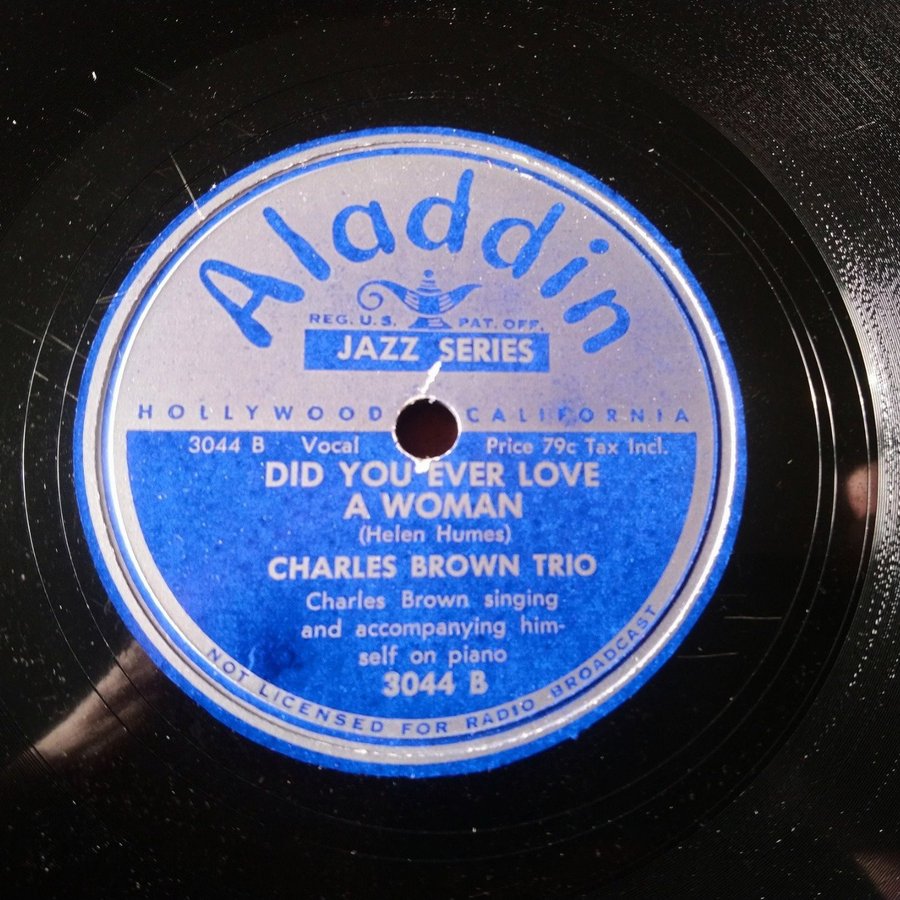 Aladdin
REG. U.S. PAT. OFF.
JAZZ SERIES
HOLLYWOOD CALIFORNIA
3044 B Vocal Price 79c Tax Incl.
DID YOU EVER LOVE
A WOMAN
(Helen Humes)
CHARLES BROWN TRIO
Charles Brown singing
and accompanying him-
self on piano
3044 B
NOT LICENSED FOR RADIO BROADCAST